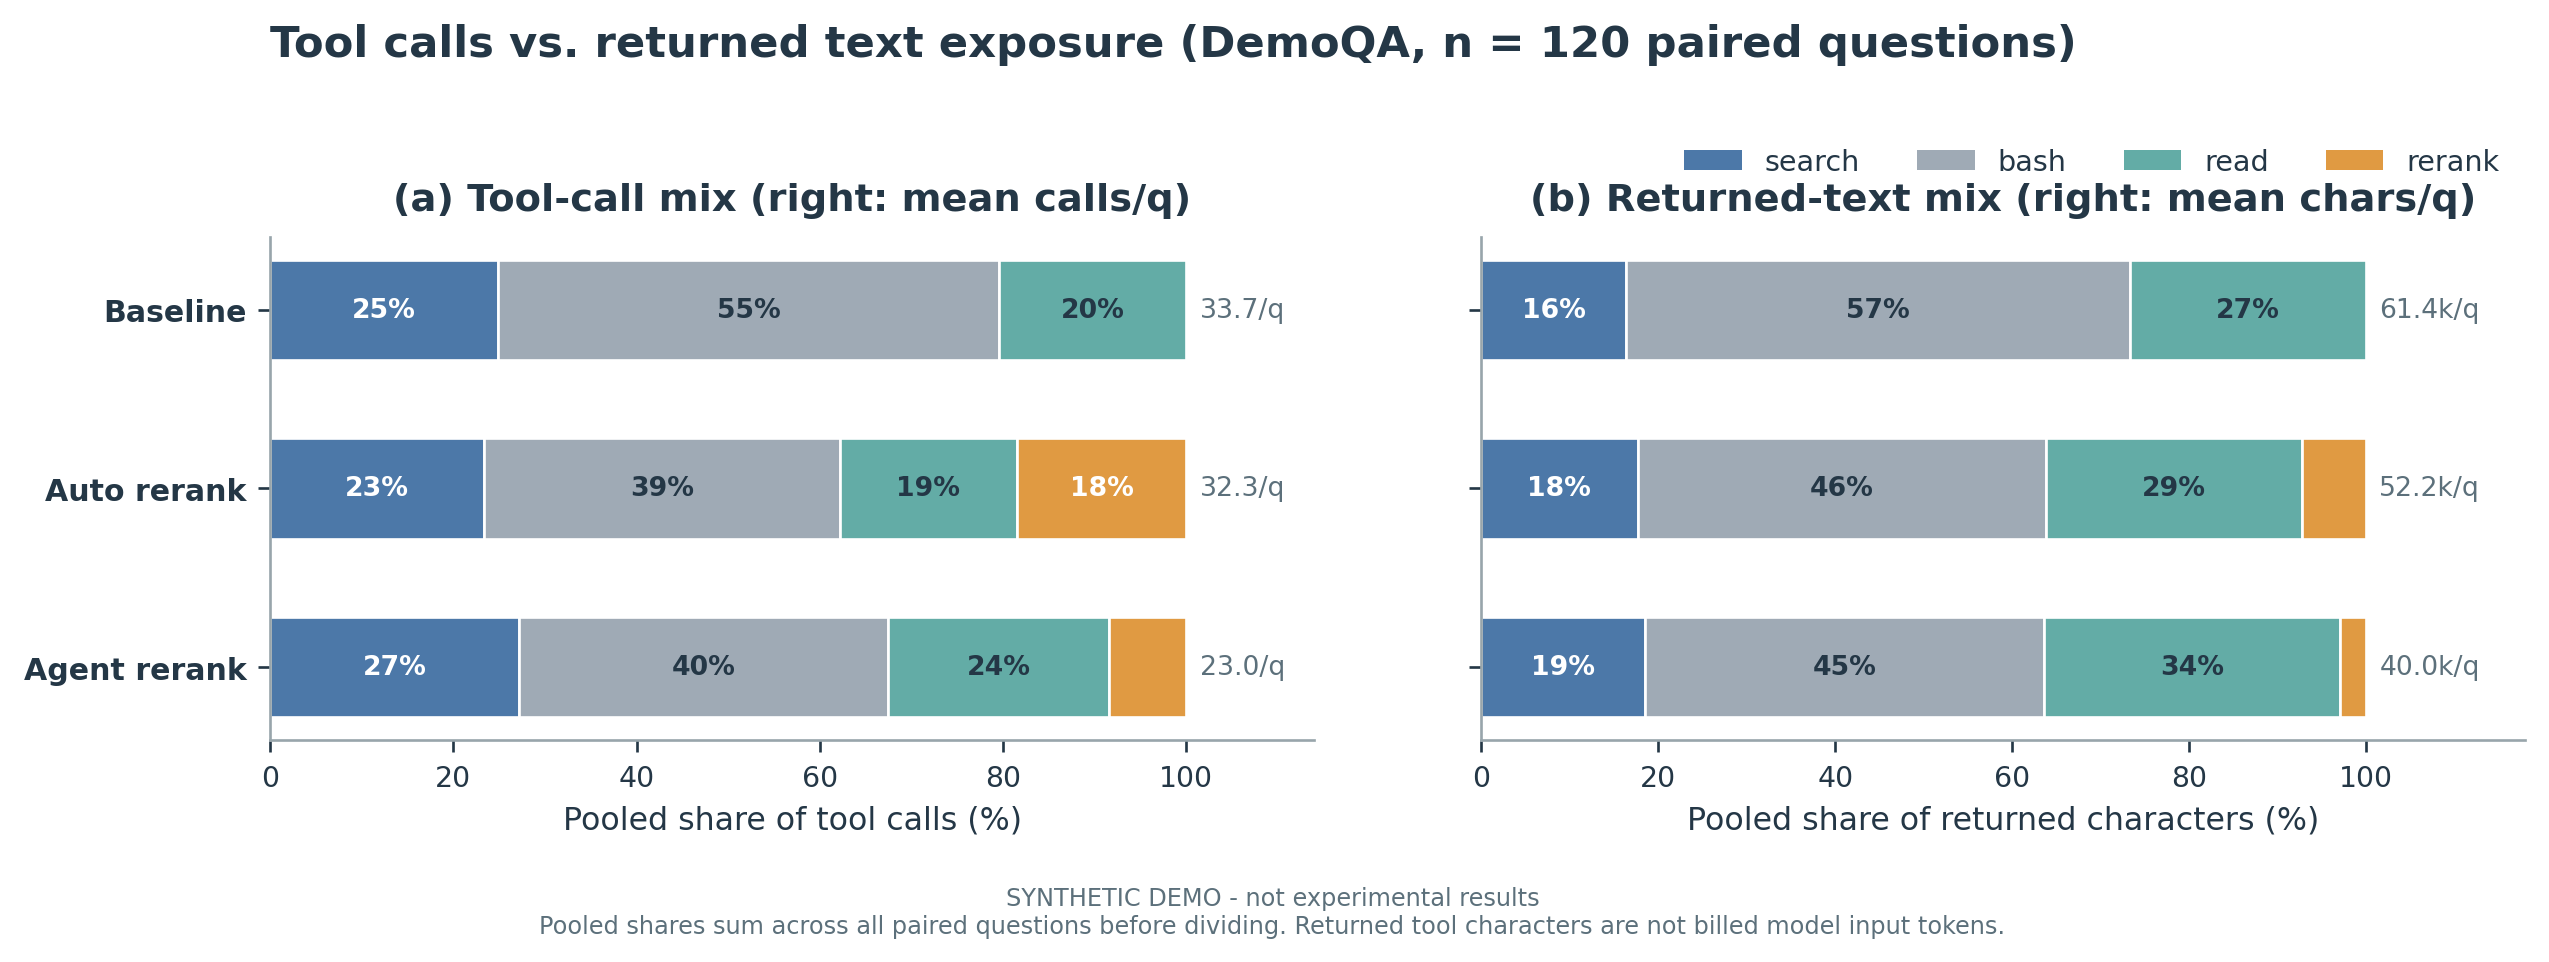 Tool calls vs. returned text exposure (DemoQA, n = 120 paired questions)
search bash read rerank
(a) Tool-call mix (right: mean calls/q)
Baseline 25% 55% 20% 33.7/q
Auto rerank 23% 39% 19% 18% 32.3/q
Agent rerank 27% 40% 24% 23.0/q
0 20 40 60 80 100
Pooled share of tool calls (%)
(b) Returned-text mix (right: mean chars/q)
16% 57% 27% 61.4k/q
18% 46% 29% 52.2k/q
19% 45% 34% 40.0k/q
0 20 40 60 80 100
Pooled share of returned characters (%)
SYNTHETIC DEMO - not experimental results
Pooled shares sum across all paired questions before dividing. Returned tool characters are not billed model input tokens.